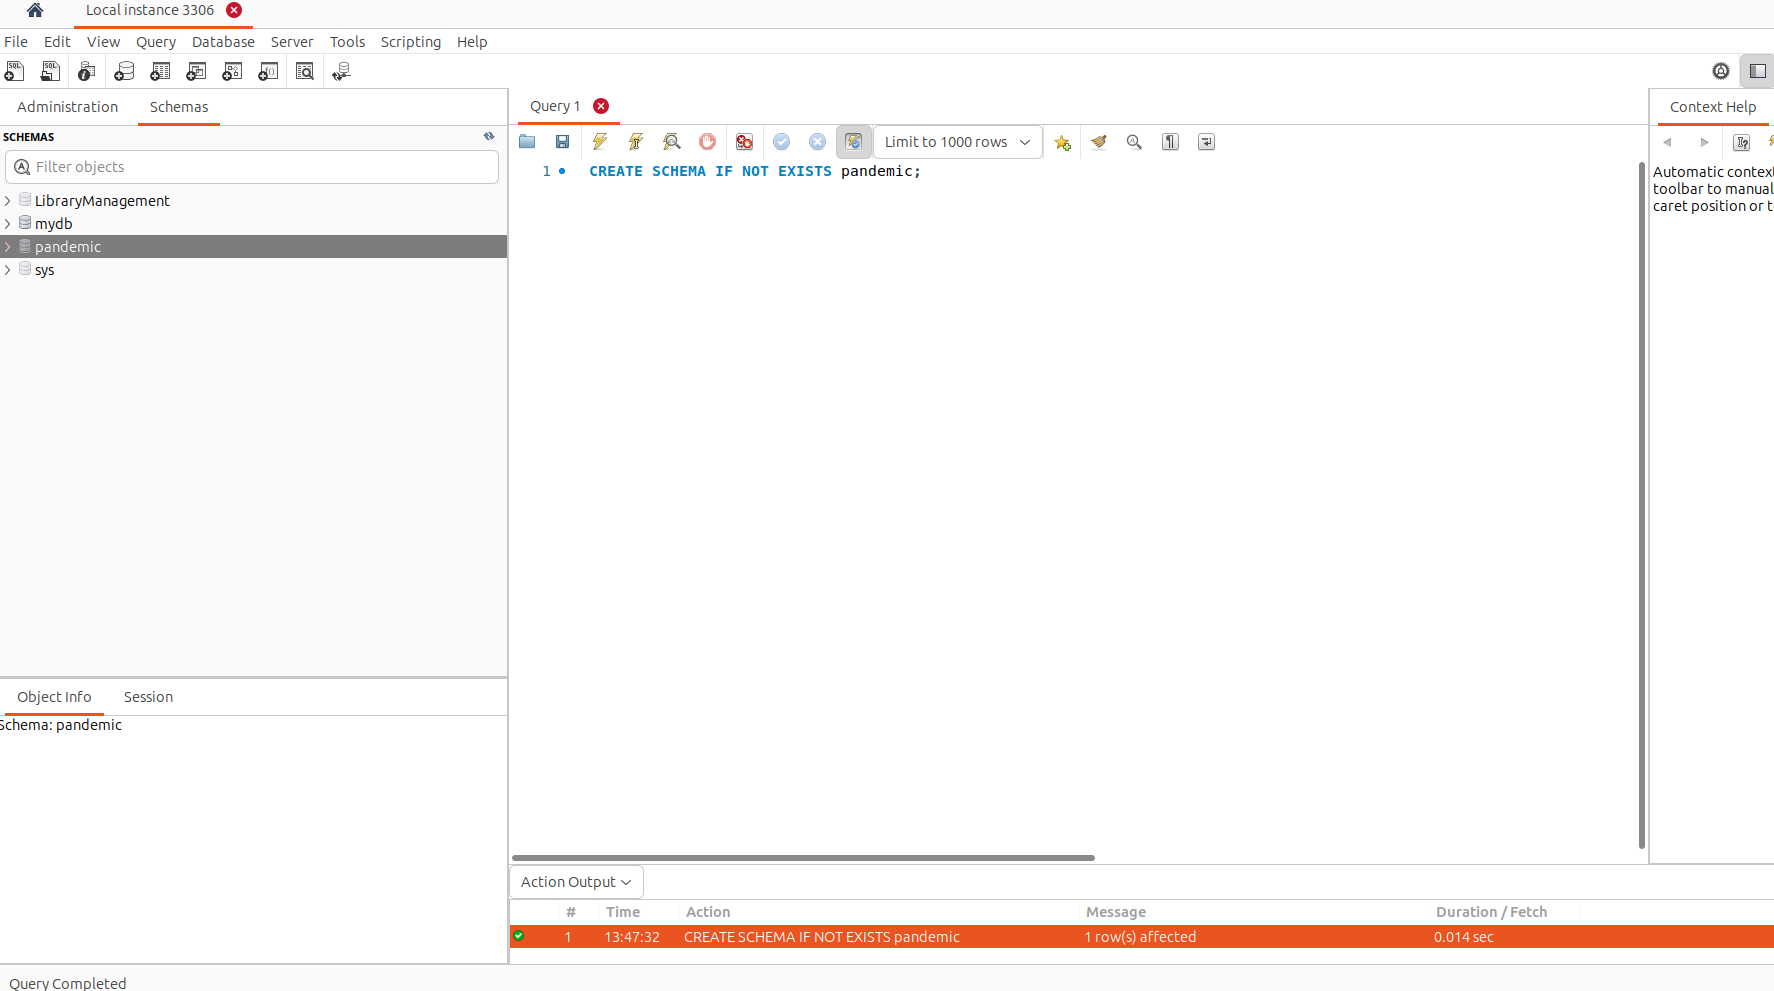 Local instance 3306
File Edit View Query Database Server Tools Scripting Help
Administration Schemas
SCHEMAS
Filter objects
LibraryManagement
mydb
pandemic
sys
Object Info Session
Schema: pandemic
Query 1
Limit to 1000 rows
1 CREATE SCHEMA IF NOT EXISTS pandemic;
Context Help
Automatic context
toolbar to manual
caret position or t
Action Output
# Time Action Message Duration / Fetch
1 13:47:32 CREATE SCHEMA IF NOT EXISTS pandemic 1 row(s) affected 0.014 sec
Query Completed